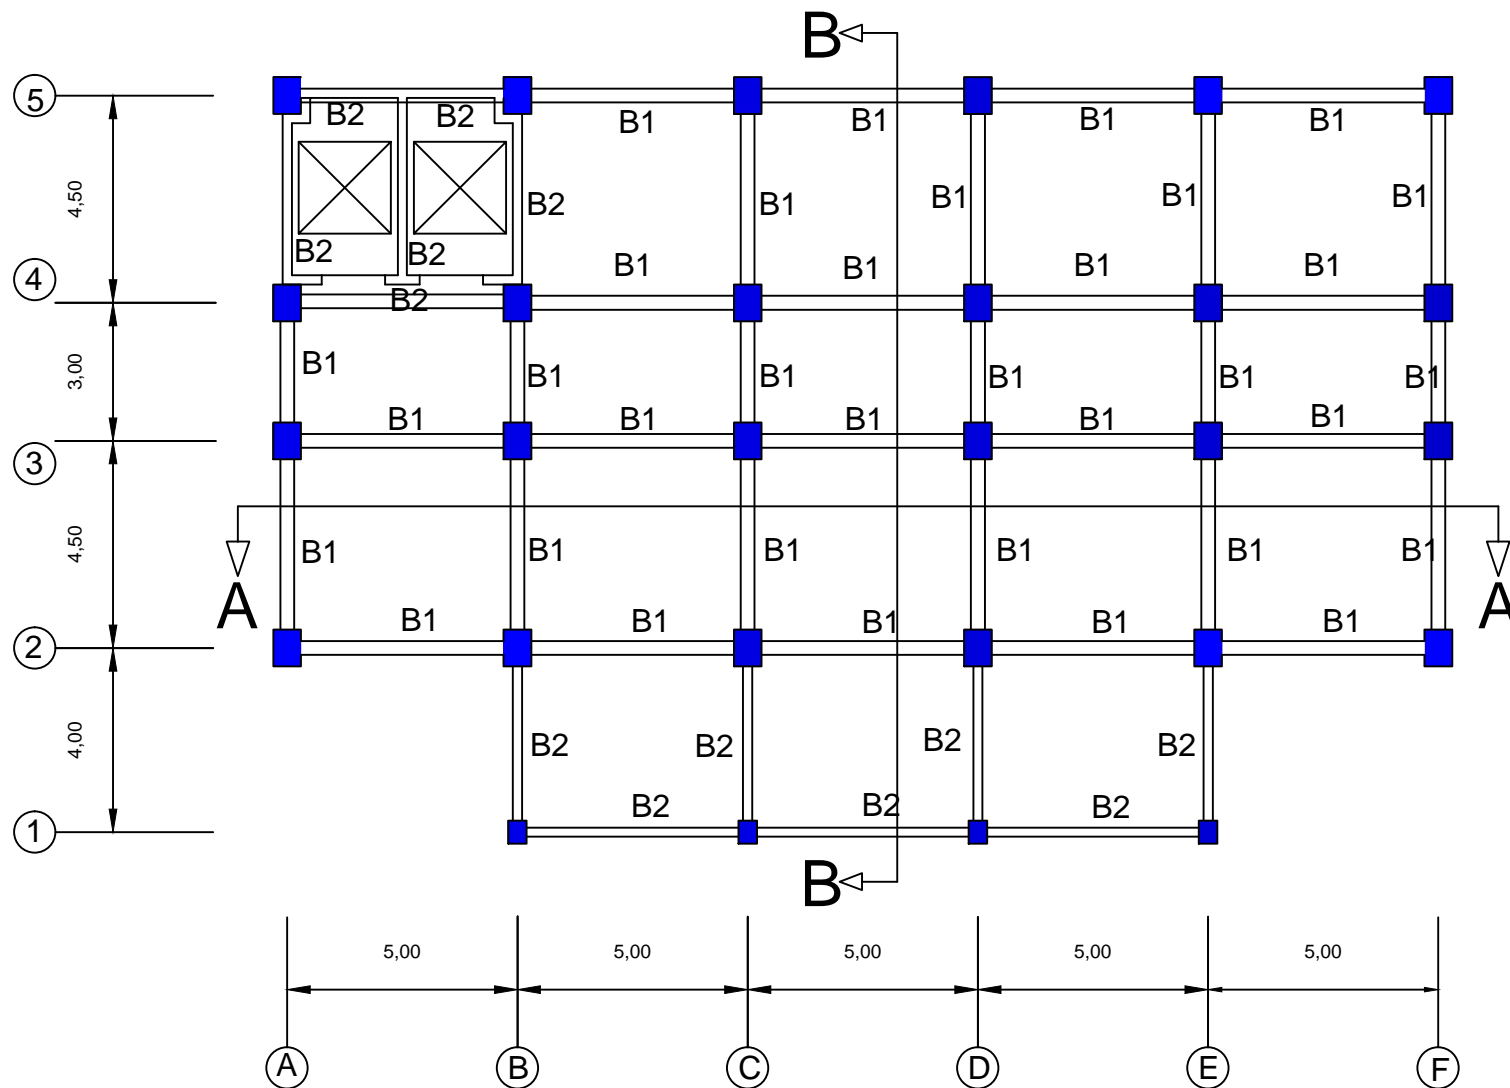 B
5
B2 B2 B1 B1 B1 B1
4,50
B2 B1 B1 B1 B1
B2 B2
4
B1 B1 B1 B1
B2
3,00
B1 B1 B1 B1 B1 B1
B1 B1 B1 B1 B1
3
4,50
B1 B1 B1 B1 B1 B1
A A
B1 B1 B1 B1 B1
2
4,00
B2 B2 B2 B2
B2 B2 B2
1
B
5,00 5,00 5,00 5,00 5,00
A B C D E F